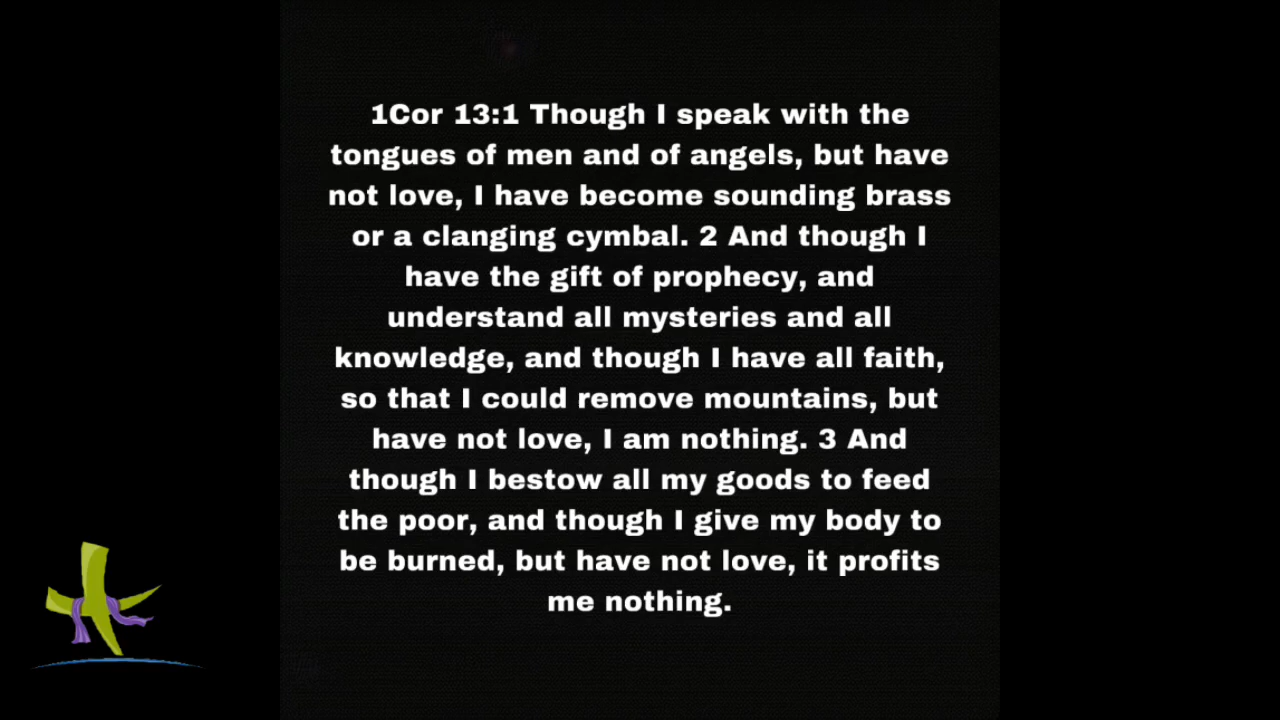 1Cor 13:1 Though I speak with the
tongues of men and of angels, but have
not love, I have become sounding brass
or a clanging cymbal. 2 And though I
have the gift of prophecy, and
understand all mysteries and all
knowledge, and though I have all faith,
so that I could remove mountains, but
have not love, I am nothing. 3 And
though I bestow all my goods to feed
the poor, and though I give my body to
be burned, but have not love, it profits
me nothing.